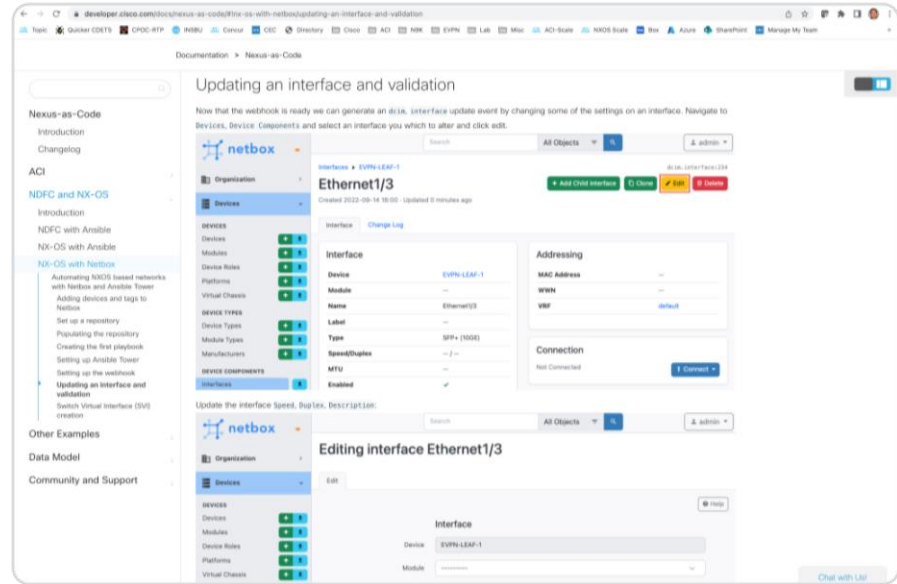 developer.cisco.com/docs/nexus-as-code/#!nx-os-with-netbox/updating-an-interface-and-validation
Topic Quicker CDETS CPOC-RTP INSBU Concur CEC Directory Cisco ACI NBK EVPN Lab Misc ACI-Scale NXOS Scale Box Azure SharePoint Manage My Team
Documentation > Nexus-as-Code
Nexus-as-Code
Introduction
Changelog
ACI
NDFC and NX-OS
Introduction
NDFC with Ansible
NX-OS with Ansible
NX-OS with Netbox
Automating NXOS based networks
with Netbox and Ansible Tower
Adding devices and tags to
Netbox
Set up a repository
Populating the repository
Creating the first playbook
Setting up Ansible Tower
Setting up the webhook
Updating an interface and
validation
Switch Virtual Interface (SVI)
creation
Other Examples
Data Model
Community and Support
Updating an interface and validation
Now that the webhook is ready we can generate an dcim.interface update event by changing some of the settings on an interface. Navigate to
Devices, Device Components and select an interface you which to alter and click edit.
netbox
Search All Objects admin
Organization
Devices
DEVICES
Devices
Modules
Device Roles
Platforms
Virtual Chassis
DEVICE TYPES
Device Types
Module Types
Manufacturers
DEVICE COMPONENTS
Interfaces
Interfaces EVPN-LEAF-1
Ethernet1/3
Created 2022-09-14 16:00 · Updated 0 minutes ago
+ Add Child Interface Clone Edit Delete
Interface Change Log
Interface
Device EVPN-LEAF-1
Module —
Name Ethernet1/3
Label —
Type SFP+ (10GE)
Speed/Duplex — / —
MTU —
Enabled ✓
Addressing
MAC Address —
WWN —
VRF default
Connection
Not Connected
Connect
Update the interface Speed, Duplex, Description:
netbox
Search All Objects admin
Organization
Devices
DEVICES
Devices
Modules
Device Roles
Platforms
Virtual Chassis
Editing interface Ethernet1/3
Edit
Help
Interface
Device EVPN-LEAF-1
Module ---------
Chat with Us!